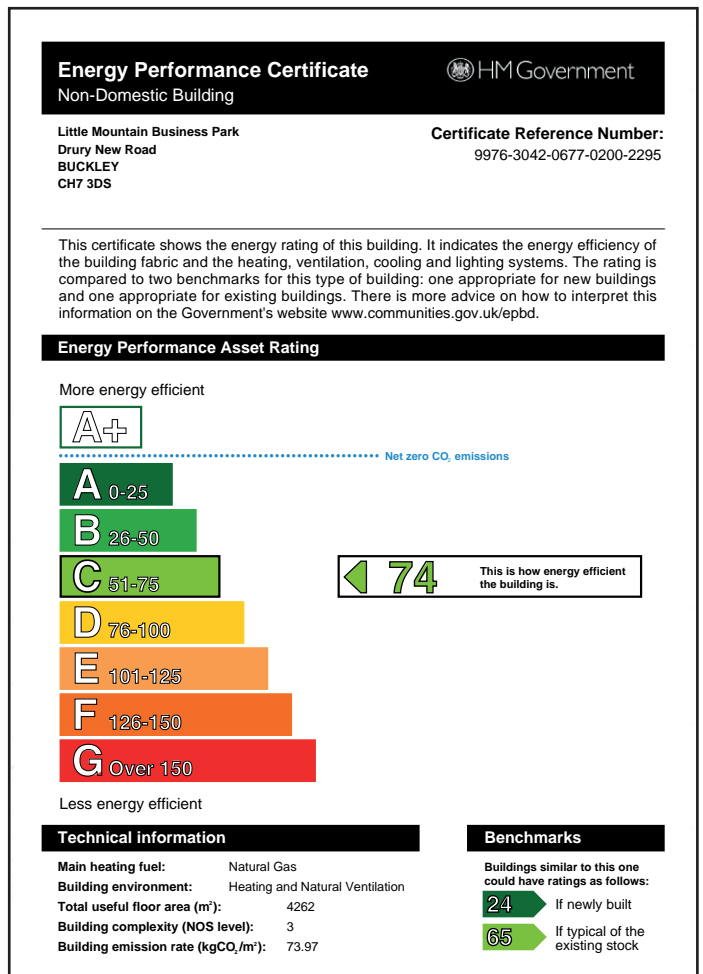 Energy Performance Certificate
HM Government
Non-Domestic Building
Little Mountain Business Park
Drury New Road
BUCKLEY
CH7 3DS
Certificate Reference Number:
9976-3042-0677-0200-2295
This certificate shows the energy rating of this building. It indicates the energy efficiency of
the building fabric and the heating, ventilation, cooling and lighting systems. The rating is
compared to two benchmarks for this type of building: one appropriate for new buildings
and one appropriate for existing buildings. There is more advice on how to interpret this
information on the Government's website www.communities.gov.uk/epbd.
Energy Performance Asset Rating
More energy efficient
A+
Net zero CO₂ emissions
A 0-25
B 26-50
C 51-75
74
This is how energy efficient
the building is.
D 76-100
E 101-125
F 126-150
G Over 150
Less energy efficient
Technical information
Main heating fuel: Natural Gas
Building environment: Heating and Natural Ventilation
Total useful floor area (m²): 4262
Building complexity (NOS level): 3
Building emission rate (kgCO₂/m²): 73.97
Benchmarks
Buildings similar to this one
could have ratings as follows:
24 If newly built
65 If typical of the
existing stock